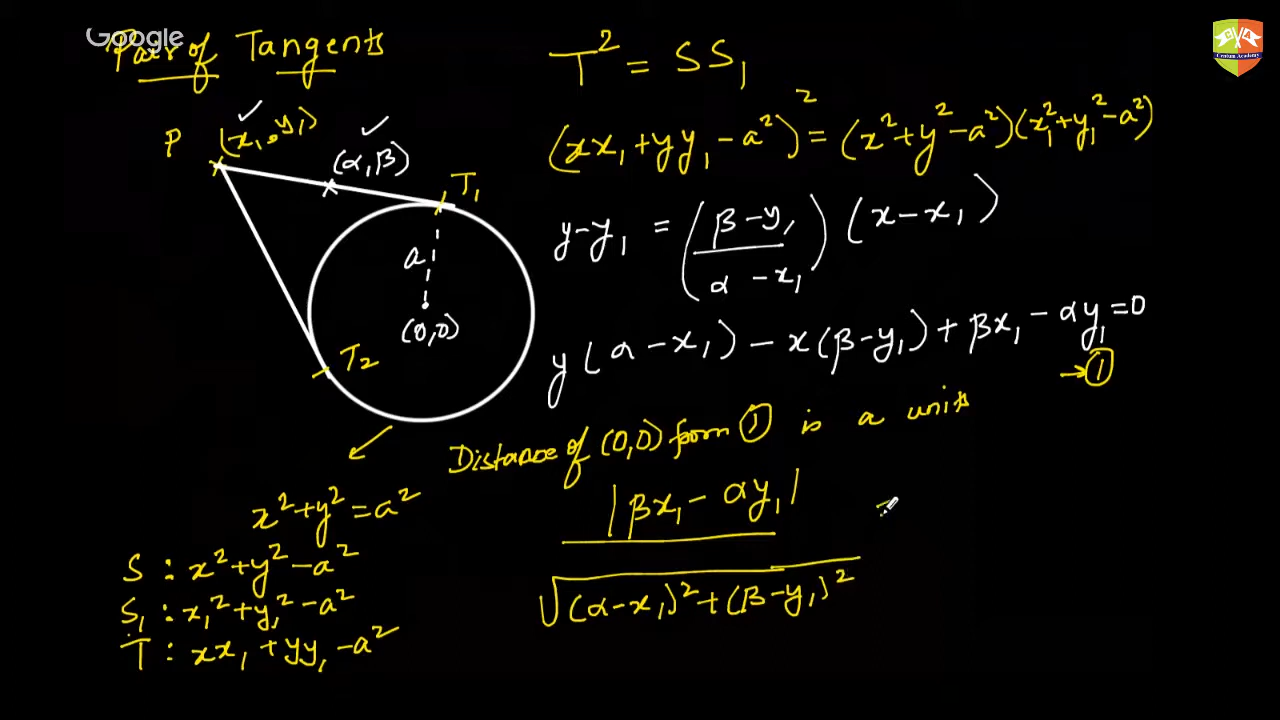 Google
Pair of Tangents
T² = SS₁
P (x₁, y₁)
(α, β)
T₁
(xx₁ + yy₁ - a²)² = (x² + y² - a²)(x₁² + y₁² - a²)
a
(0,0)
T₂
y - y₁ = ((β - y₁)/(α - x₁)) (x - x₁)
y(α - x₁) - x(β - y₁) + βx₁ - αy₁ = 0
→ ①
Distance of (0,0) form ① is a units
x² + y² = a²
S : x² + y² - a²
S₁ : x₁² + y₁² - a²
T : xx₁ + yy₁ - a²
|βx₁ - αy₁|
√((α - x₁)² + (β - y₁)²)
=
Centum Academy